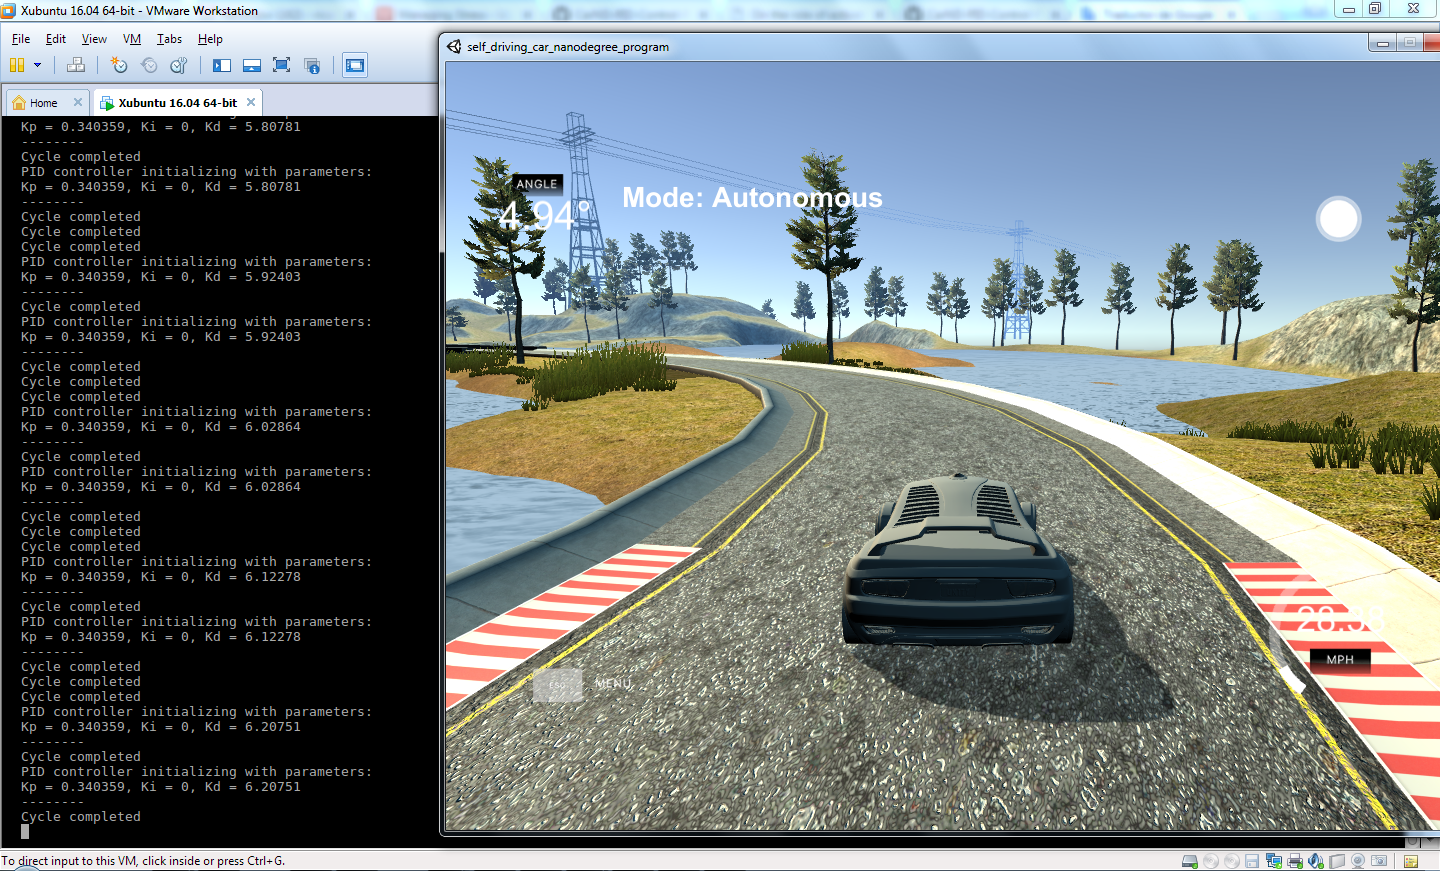 Xubuntu 16.04 64-bit - VMware Workstation
File Edit View VM Tabs Help
Home
Xubuntu 16.04 64-bit
Kp = 0.340359, Ki = 0, Kd = 5.80781
--------
Cycle completed
PID controller initializing with parameters:
Kp = 0.340359, Ki = 0, Kd = 5.80781
--------
Cycle completed
Cycle completed
Cycle completed
PID controller initializing with parameters:
Kp = 0.340359, Ki = 0, Kd = 5.92403
--------
Cycle completed
PID controller initializing with parameters:
Kp = 0.340359, Ki = 0, Kd = 5.92403
--------
Cycle completed
Cycle completed
Cycle completed
PID controller initializing with parameters:
Kp = 0.340359, Ki = 0, Kd = 6.02864
--------
Cycle completed
PID controller initializing with parameters:
Kp = 0.340359, Ki = 0, Kd = 6.02864
--------
Cycle completed
Cycle completed
Cycle completed
PID controller initializing with parameters:
Kp = 0.340359, Ki = 0, Kd = 6.12278
--------
Cycle completed
PID controller initializing with parameters:
Kp = 0.340359, Ki = 0, Kd = 6.12278
--------
Cycle completed
Cycle completed
Cycle completed
PID controller initializing with parameters:
Kp = 0.340359, Ki = 0, Kd = 6.20751
--------
Cycle completed
PID controller initializing with parameters:
Kp = 0.340359, Ki = 0, Kd = 6.20751
--------
Cycle completed
self_driving_car_nanodegree_program
ANGLE
4.94°
Mode: Autonomous
28.38
MPH
ESC
MENU
To direct input to this VM, click inside or press Ctrl+G.